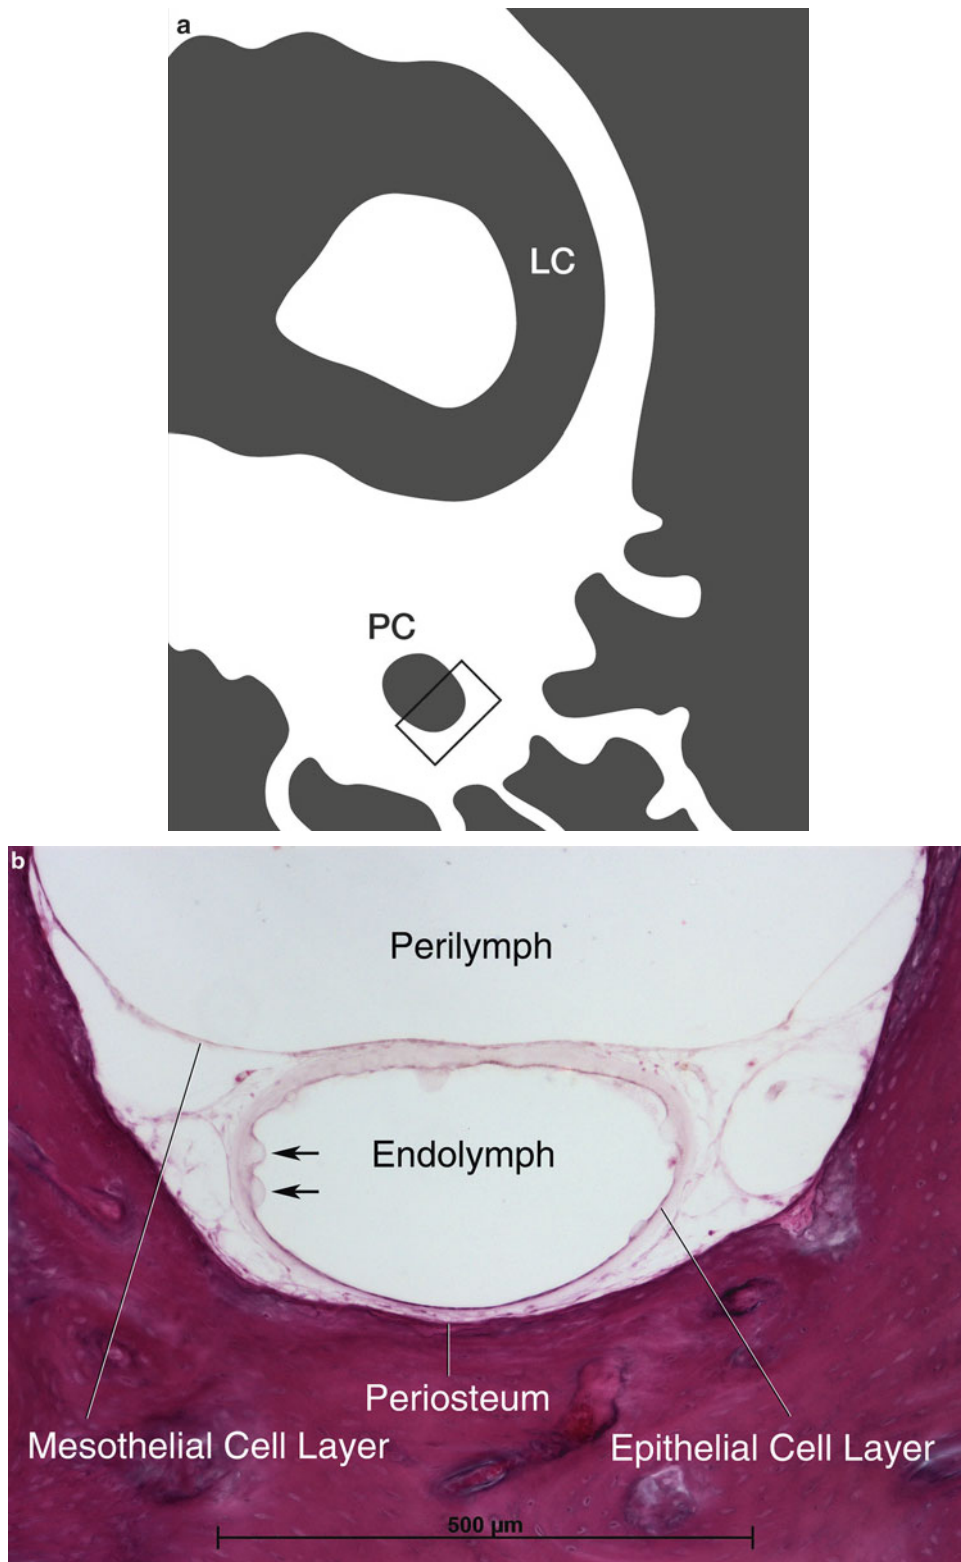 a
LC
PC
b
Perilymph
Endolymph
Periosteum
Mesothelial Cell Layer
Epithelial Cell Layer
500 µm